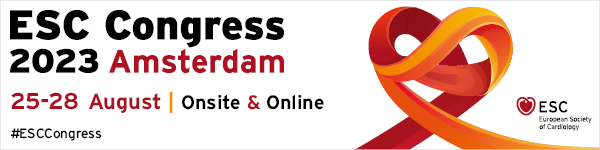 ESC Congress
2023 Amsterdam
25-28 August | Onsite & Online
#ESCCongress
ESC
European Society
of Cardiology